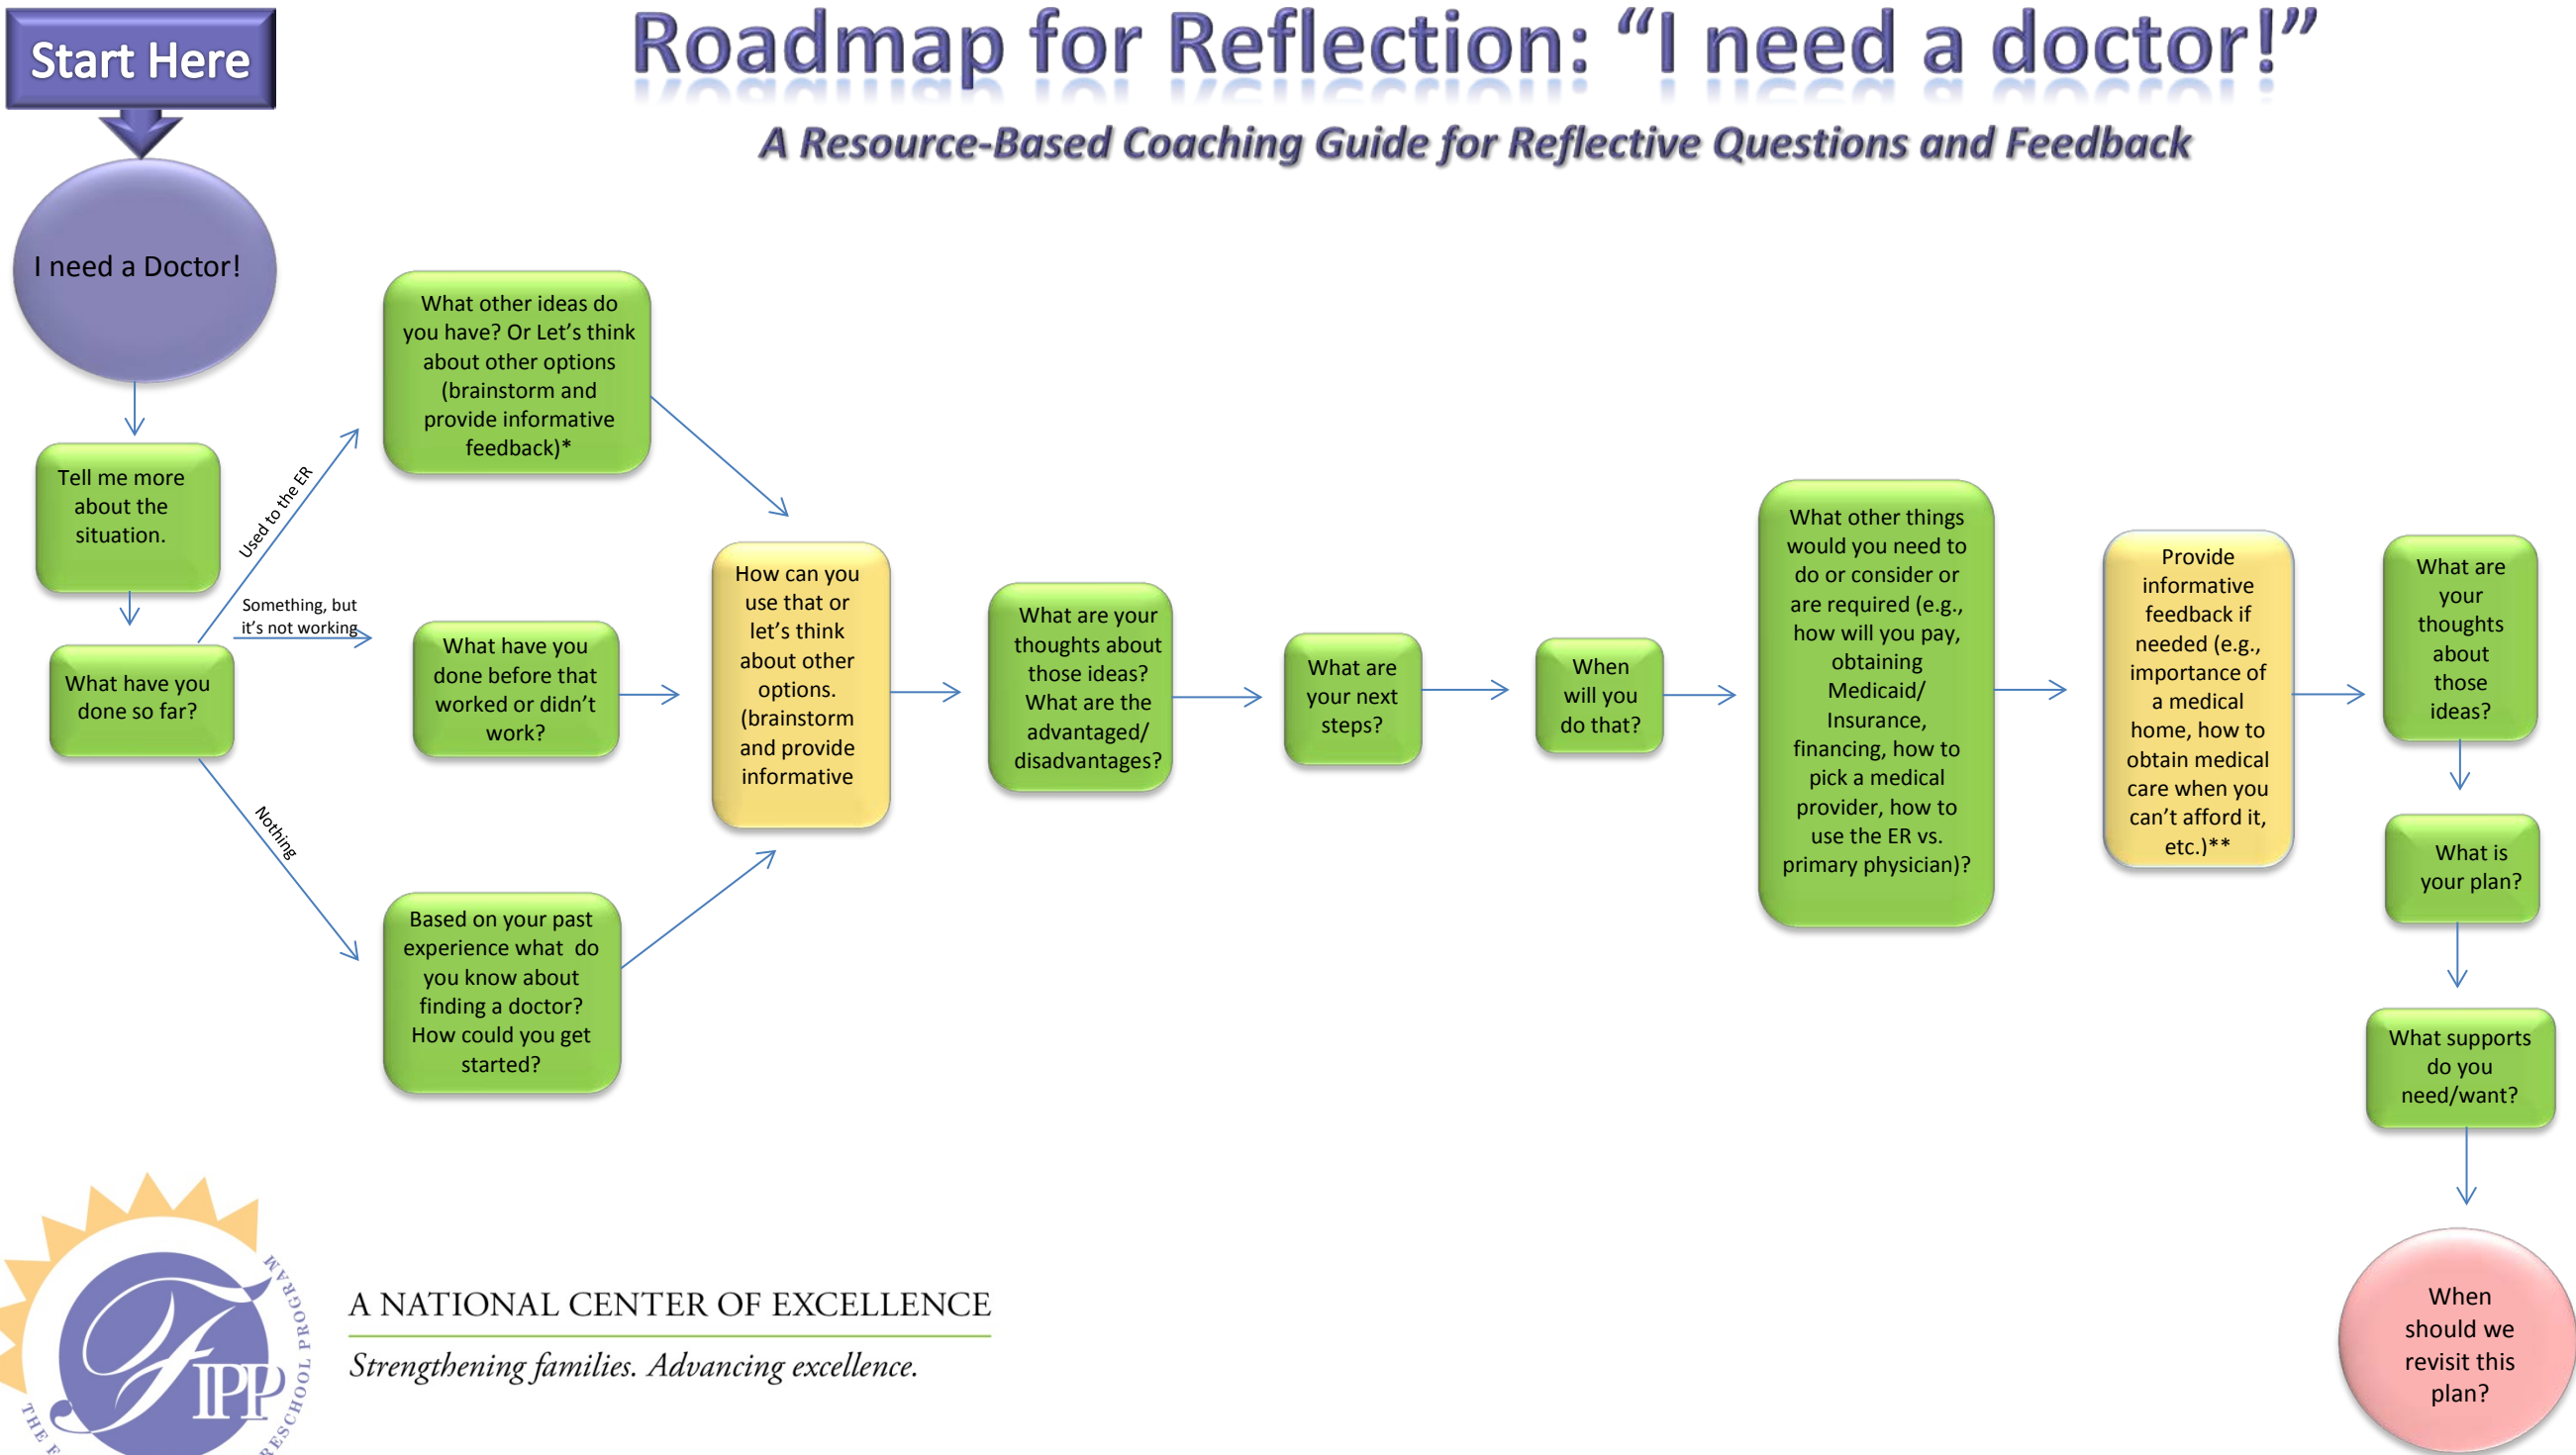 Start Here
Roadmap for Reflection: “I need a doctor!”
A Resource-Based Coaching Guide for Reflective Questions and Feedback
I need a Doctor!
Tell me more
about the
situation.
What have you
done so far?
Used to the ER
Something, but
it’s not working
Nothing
What other ideas do
you have? Or Let’s think
about other options
(brainstorm and
provide informative
feedback)*
What have you
done before that
worked or didn’t
work?
Based on your past
experience what do
you know about
finding a doctor?
How could you get
started?
How can you
use that or
let’s think
about other
options.
(brainstorm
and provide
informative
What are your
thoughts about
those ideas?
What are the
advantaged/
disadvantages?
What are
your next
steps?
When
will you
do that?
What other things
would you need to
do or consider or
are required (e.g.,
how will you pay,
obtaining
Medicaid/
Insurance,
financing, how to
pick a medical
provider, how to
use the ER vs.
primary physician)?
Provide
informative
feedback if
needed (e.g.,
importance of
a medical
home, how to
obtain medical
care when you
can’t afford it,
etc.)**
What are
your
thoughts
about
those
ideas?
What is
your plan?
What supports
do you
need/want?
When
should we
revisit this
plan?
FIPP
THE
PRESCHOOL PROGRAM
A NATIONAL CENTER OF EXCELLENCE
Strengthening families. Advancing excellence.